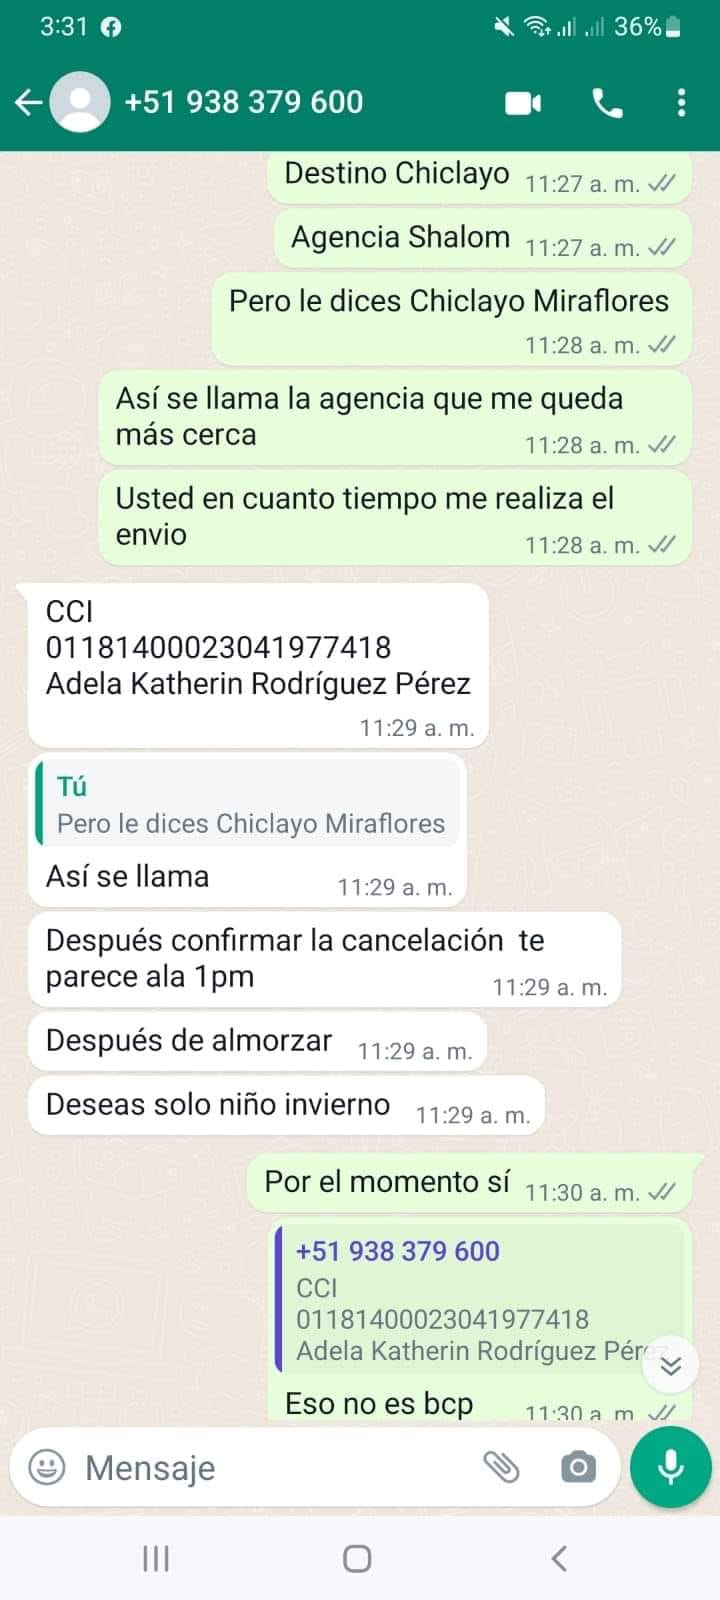 3:31 36%
+51 938 379 600
Destino Chiclayo 11:27 a. m.
Agencia Shalom 11:27 a. m.
Pero le dices Chiclayo Miraflores
11:28 a. m.
Así se llama la agencia que me queda
más cerca 11:28 a. m.
Usted en cuanto tiempo me realiza el
envio 11:28 a. m.
CCI
01181400023041977418
Adela Katherin Rodríguez Pérez
11:29 a. m.
Tú
Pero le dices Chiclayo Miraflores
Así se llama 11:29 a. m.
Después confirmar la cancelación te
parece ala 1pm 11:29 a. m.
Después de almorzar 11:29 a. m.
Deseas solo niño invierno 11:29 a. m.
Por el momento sí 11:30 a. m.
+51 938 379 600
CCI
01181400023041977418
Adela Katherin Rodríguez Pérez
Eso no es bcp 11:30 a. m.
Mensaje